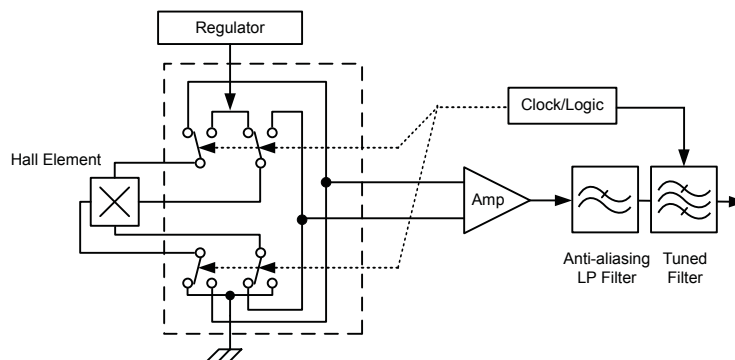 Regulator
Clock/Logic
Hall Element
Amp
Anti-aliasing
LP Filter
Tuned
Filter